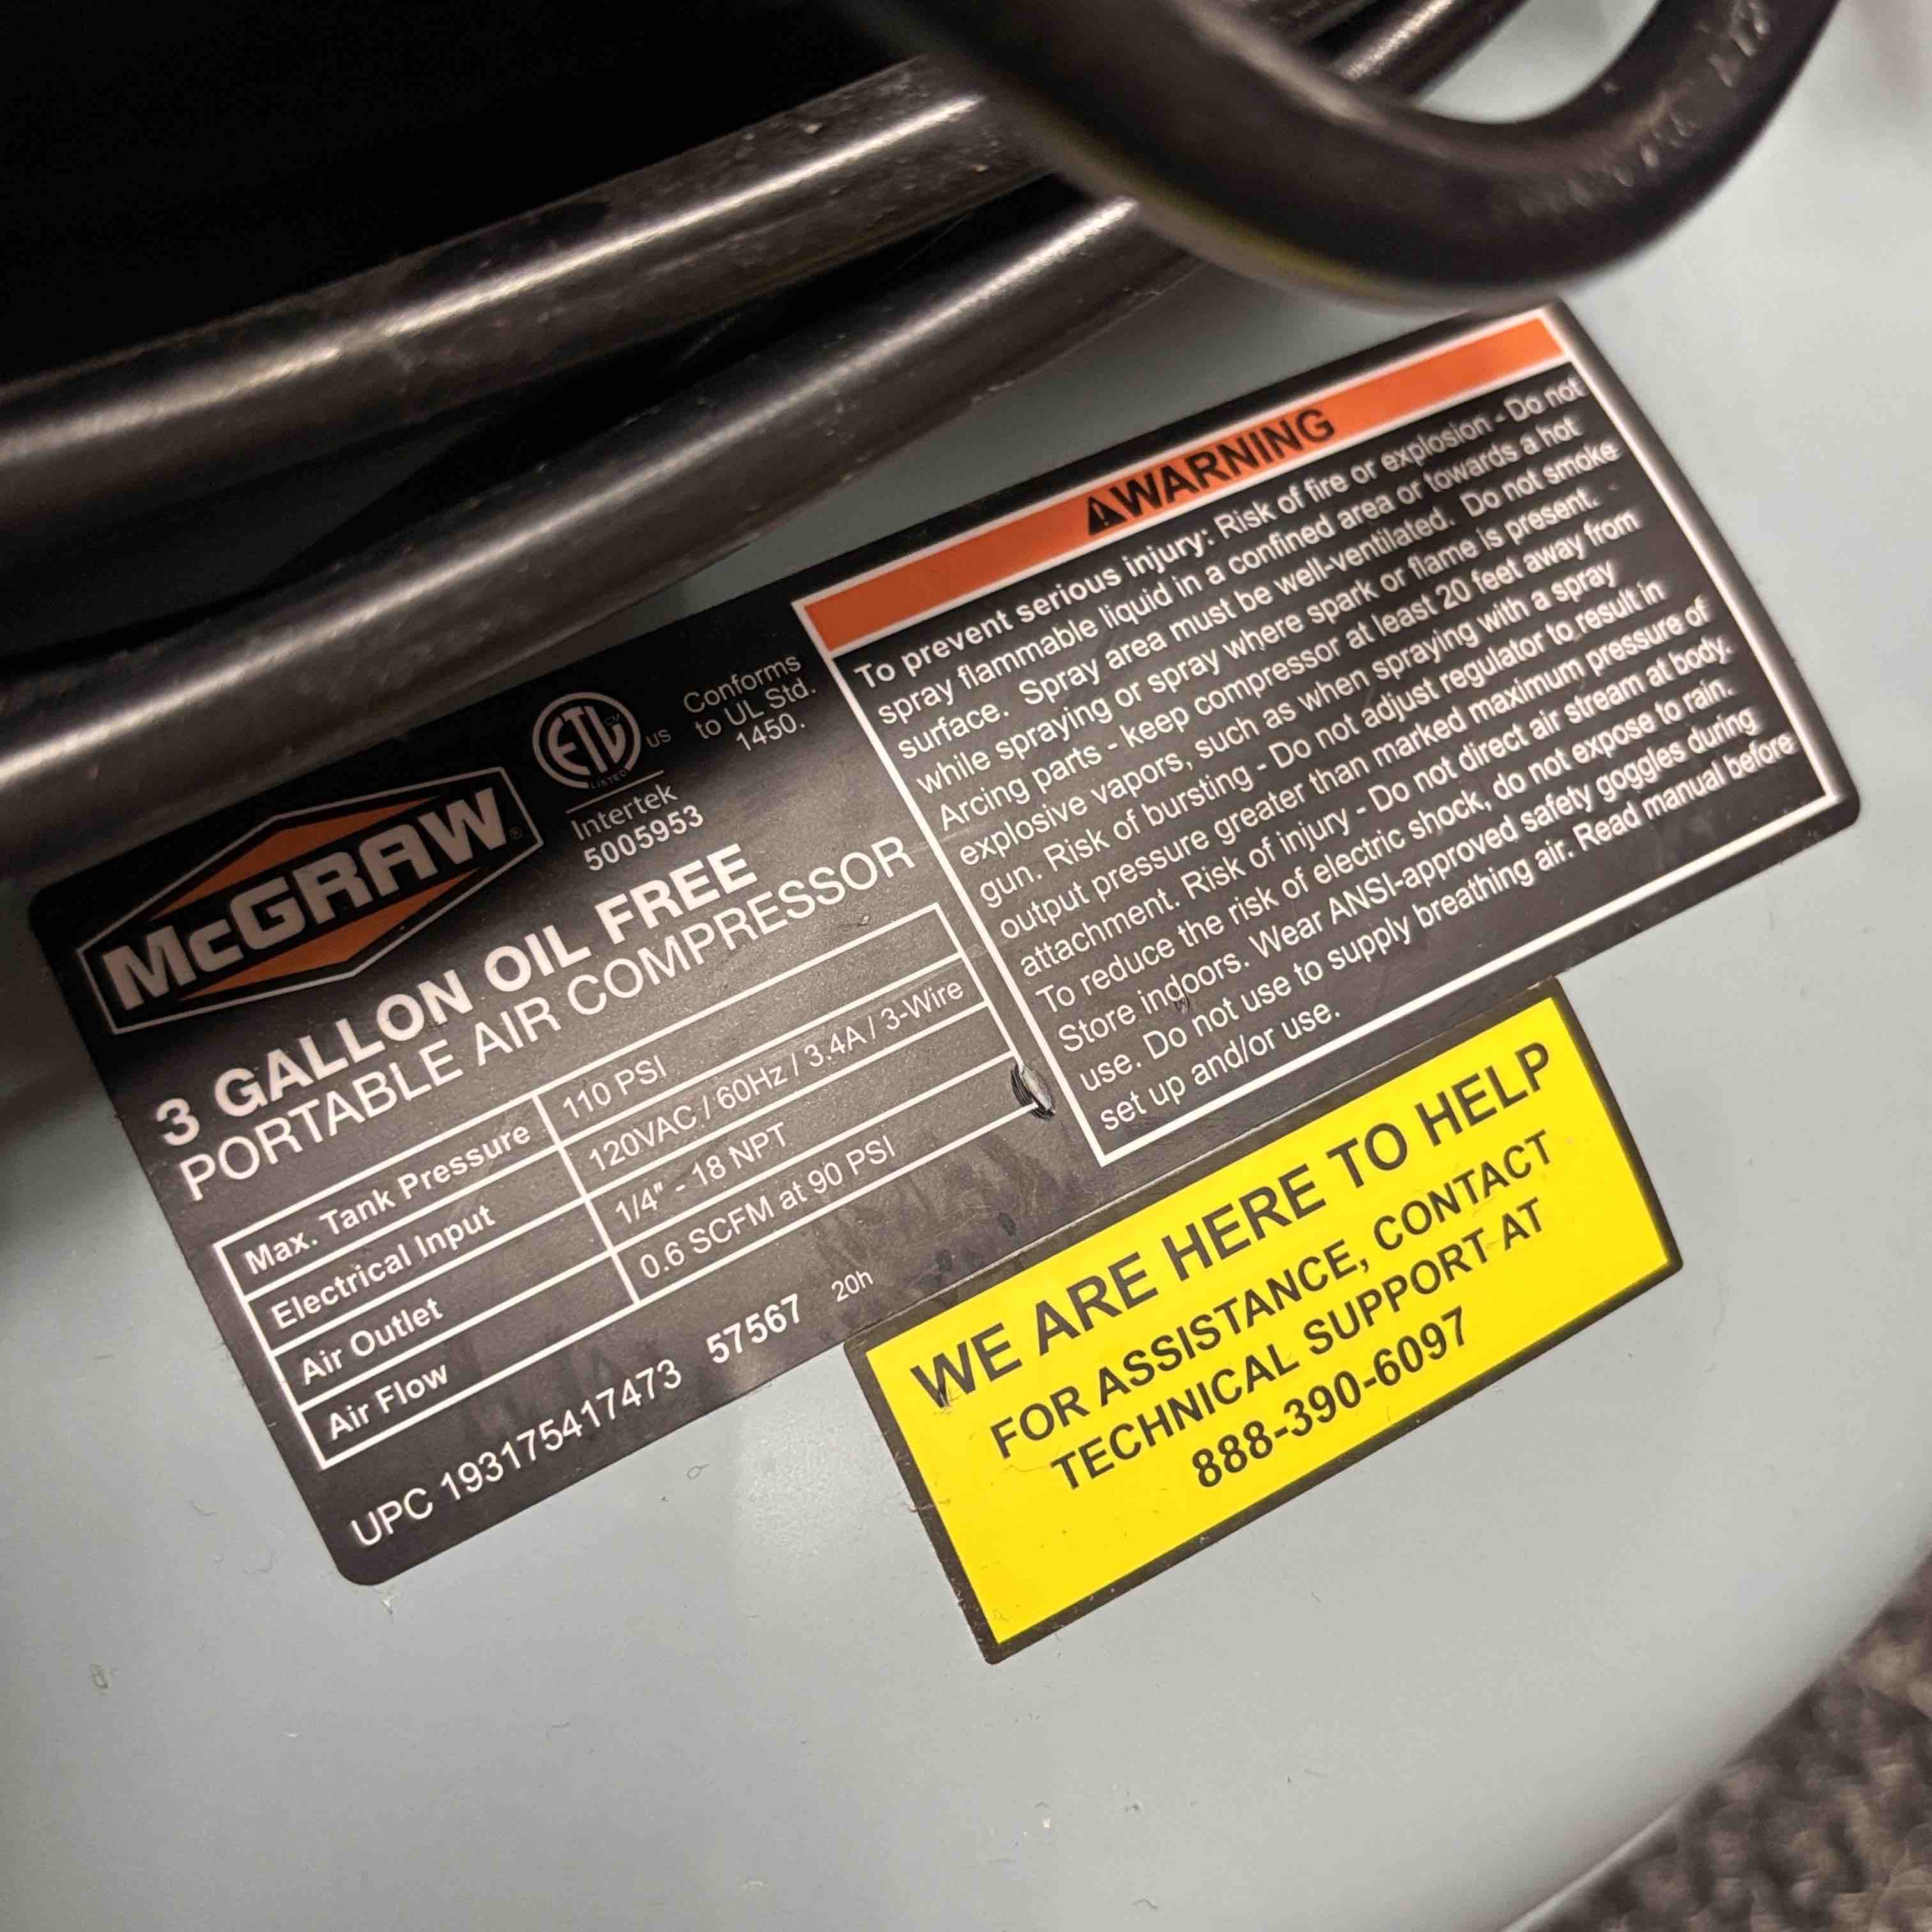 McGRAW®
ETL CM US
LISTED
Intertek
5005953
Conforms
to UL Std.
1450.
3 GALLON OIL FREE
PORTABLE AIR COMPRESSOR
Max. Tank Pressure 110 PSI
Electrical Input 120VAC / 60Hz / 3.4A / 3-Wire
Air Outlet 1/4" - 18 NPT
Air Flow 0.6 SCFM at 90 PSI
UPC 193175417473 57567 20h
WARNING
To prevent serious injury: Risk of fire or explosion - Do not
spray flammable liquid in a confined area or towards a hot
surface. Spray area must be well-ventilated. Do not smoke
while spraying or spray where spark or flame is present.
Arcing parts - keep compressor at least 20 feet away from
explosive vapors, such as when spraying with a spray
gun. Risk of bursting - Do not adjust regulator to result in
output pressure greater than marked maximum pressure of
attachment. Risk of injury - Do not direct air stream at body.
To reduce the risk of electric shock, do not expose to rain.
Store indoors. Wear ANSI-approved safety goggles during
use. Do not use to supply breathing air. Read manual before
set up and/or use.
WE ARE HERE TO HELP
FOR ASSISTANCE, CONTACT
TECHNICAL SUPPORT AT
888-390-6097